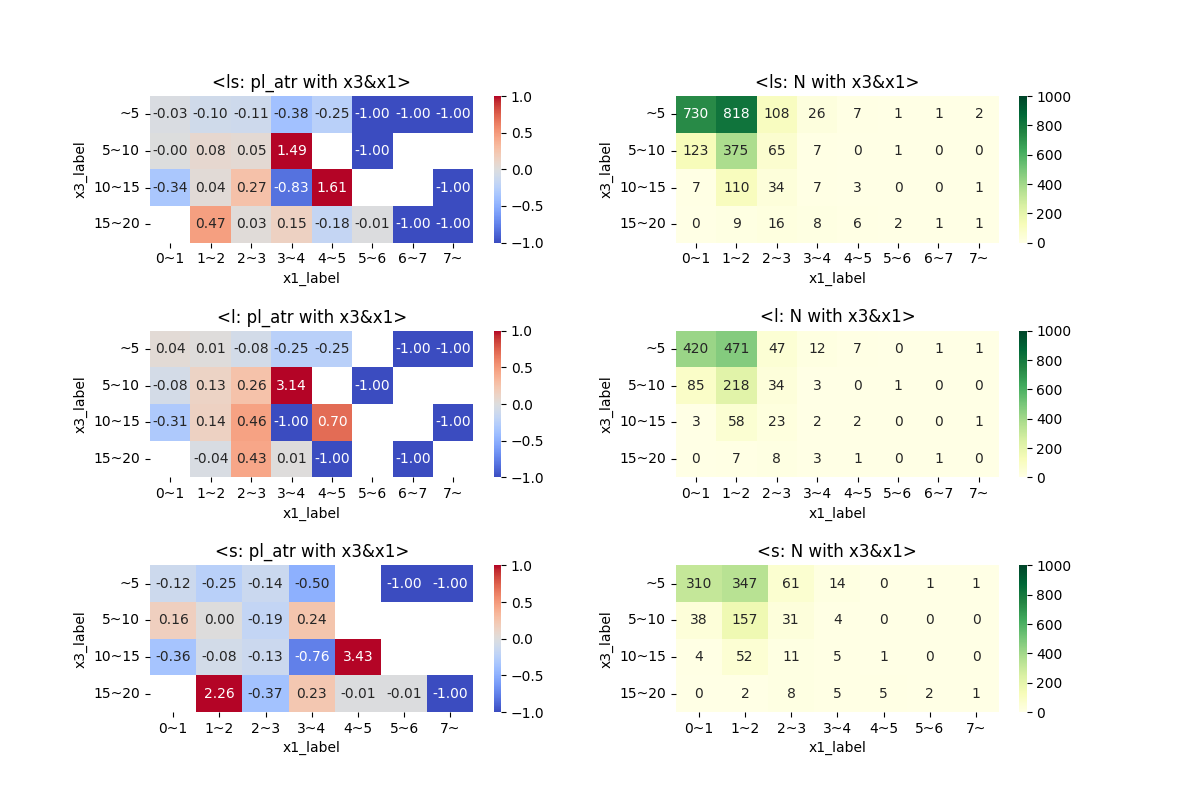 <ls: pl_atr with x3&x1>
~5 -0.03 -0.10 -0.11 -0.38 -0.25 -1.00 -1.00 -1.00
5~10 -0.00 0.08 0.05 1.49 -1.00
10~15 -0.34 0.04 0.27 -0.83 1.61 -1.00
15~20 0.47 0.03 0.15 -0.18 -0.01 -1.00 -1.00
0~1 1~2 2~3 3~4 4~5 5~6 6~7 7~
x1_label
x3_label
1.0
0.5
0.0
−0.5
−1.0
<ls: N with x3&x1>
~5 730 818 108 26 7 1 1 2
5~10 123 375 65 7 0 1 0 0
10~15 7 110 34 7 3 0 0 1
15~20 0 9 16 8 6 2 1 1
0~1 1~2 2~3 3~4 4~5 5~6 6~7 7~
x1_label
x3_label
1000
800
600
400
200
0
<l: pl_atr with x3&x1>
~5 0.04 0.01 -0.08 -0.25 -0.25 -1.00 -1.00
5~10 -0.08 0.13 0.26 3.14 -1.00
10~15 -0.31 0.14 0.46 -1.00 0.70 -1.00
15~20 -0.04 0.43 0.01 -1.00 -1.00
0~1 1~2 2~3 3~4 4~5 5~6 6~7 7~
x1_label
x3_label
1.0
0.5
0.0
−0.5
−1.0
<l: N with x3&x1>
~5 420 471 47 12 7 0 1 1
5~10 85 218 34 3 0 1 0 0
10~15 3 58 23 2 2 0 0 1
15~20 0 7 8 3 1 0 1 0
0~1 1~2 2~3 3~4 4~5 5~6 6~7 7~
x1_label
x3_label
1000
800
600
400
200
0
<s: pl_atr with x3&x1>
~5 -0.12 -0.25 -0.14 -0.50 -1.00 -1.00
5~10 0.16 0.00 -0.19 0.24
10~15 -0.36 -0.08 -0.13 -0.76 3.43
15~20 2.26 -0.37 0.23 -0.01 -0.01 -1.00
0~1 1~2 2~3 3~4 4~5 5~6 7~
x1_label
x3_label
1.0
0.5
0.0
−0.5
−1.0
<s: N with x3&x1>
~5 310 347 61 14 0 1 1
5~10 38 157 31 4 0 0 0
10~15 4 52 11 5 1 0 0
15~20 0 2 8 5 5 2 1
0~1 1~2 2~3 3~4 4~5 5~6 7~
x1_label
x3_label
1000
800
600
400
200
0